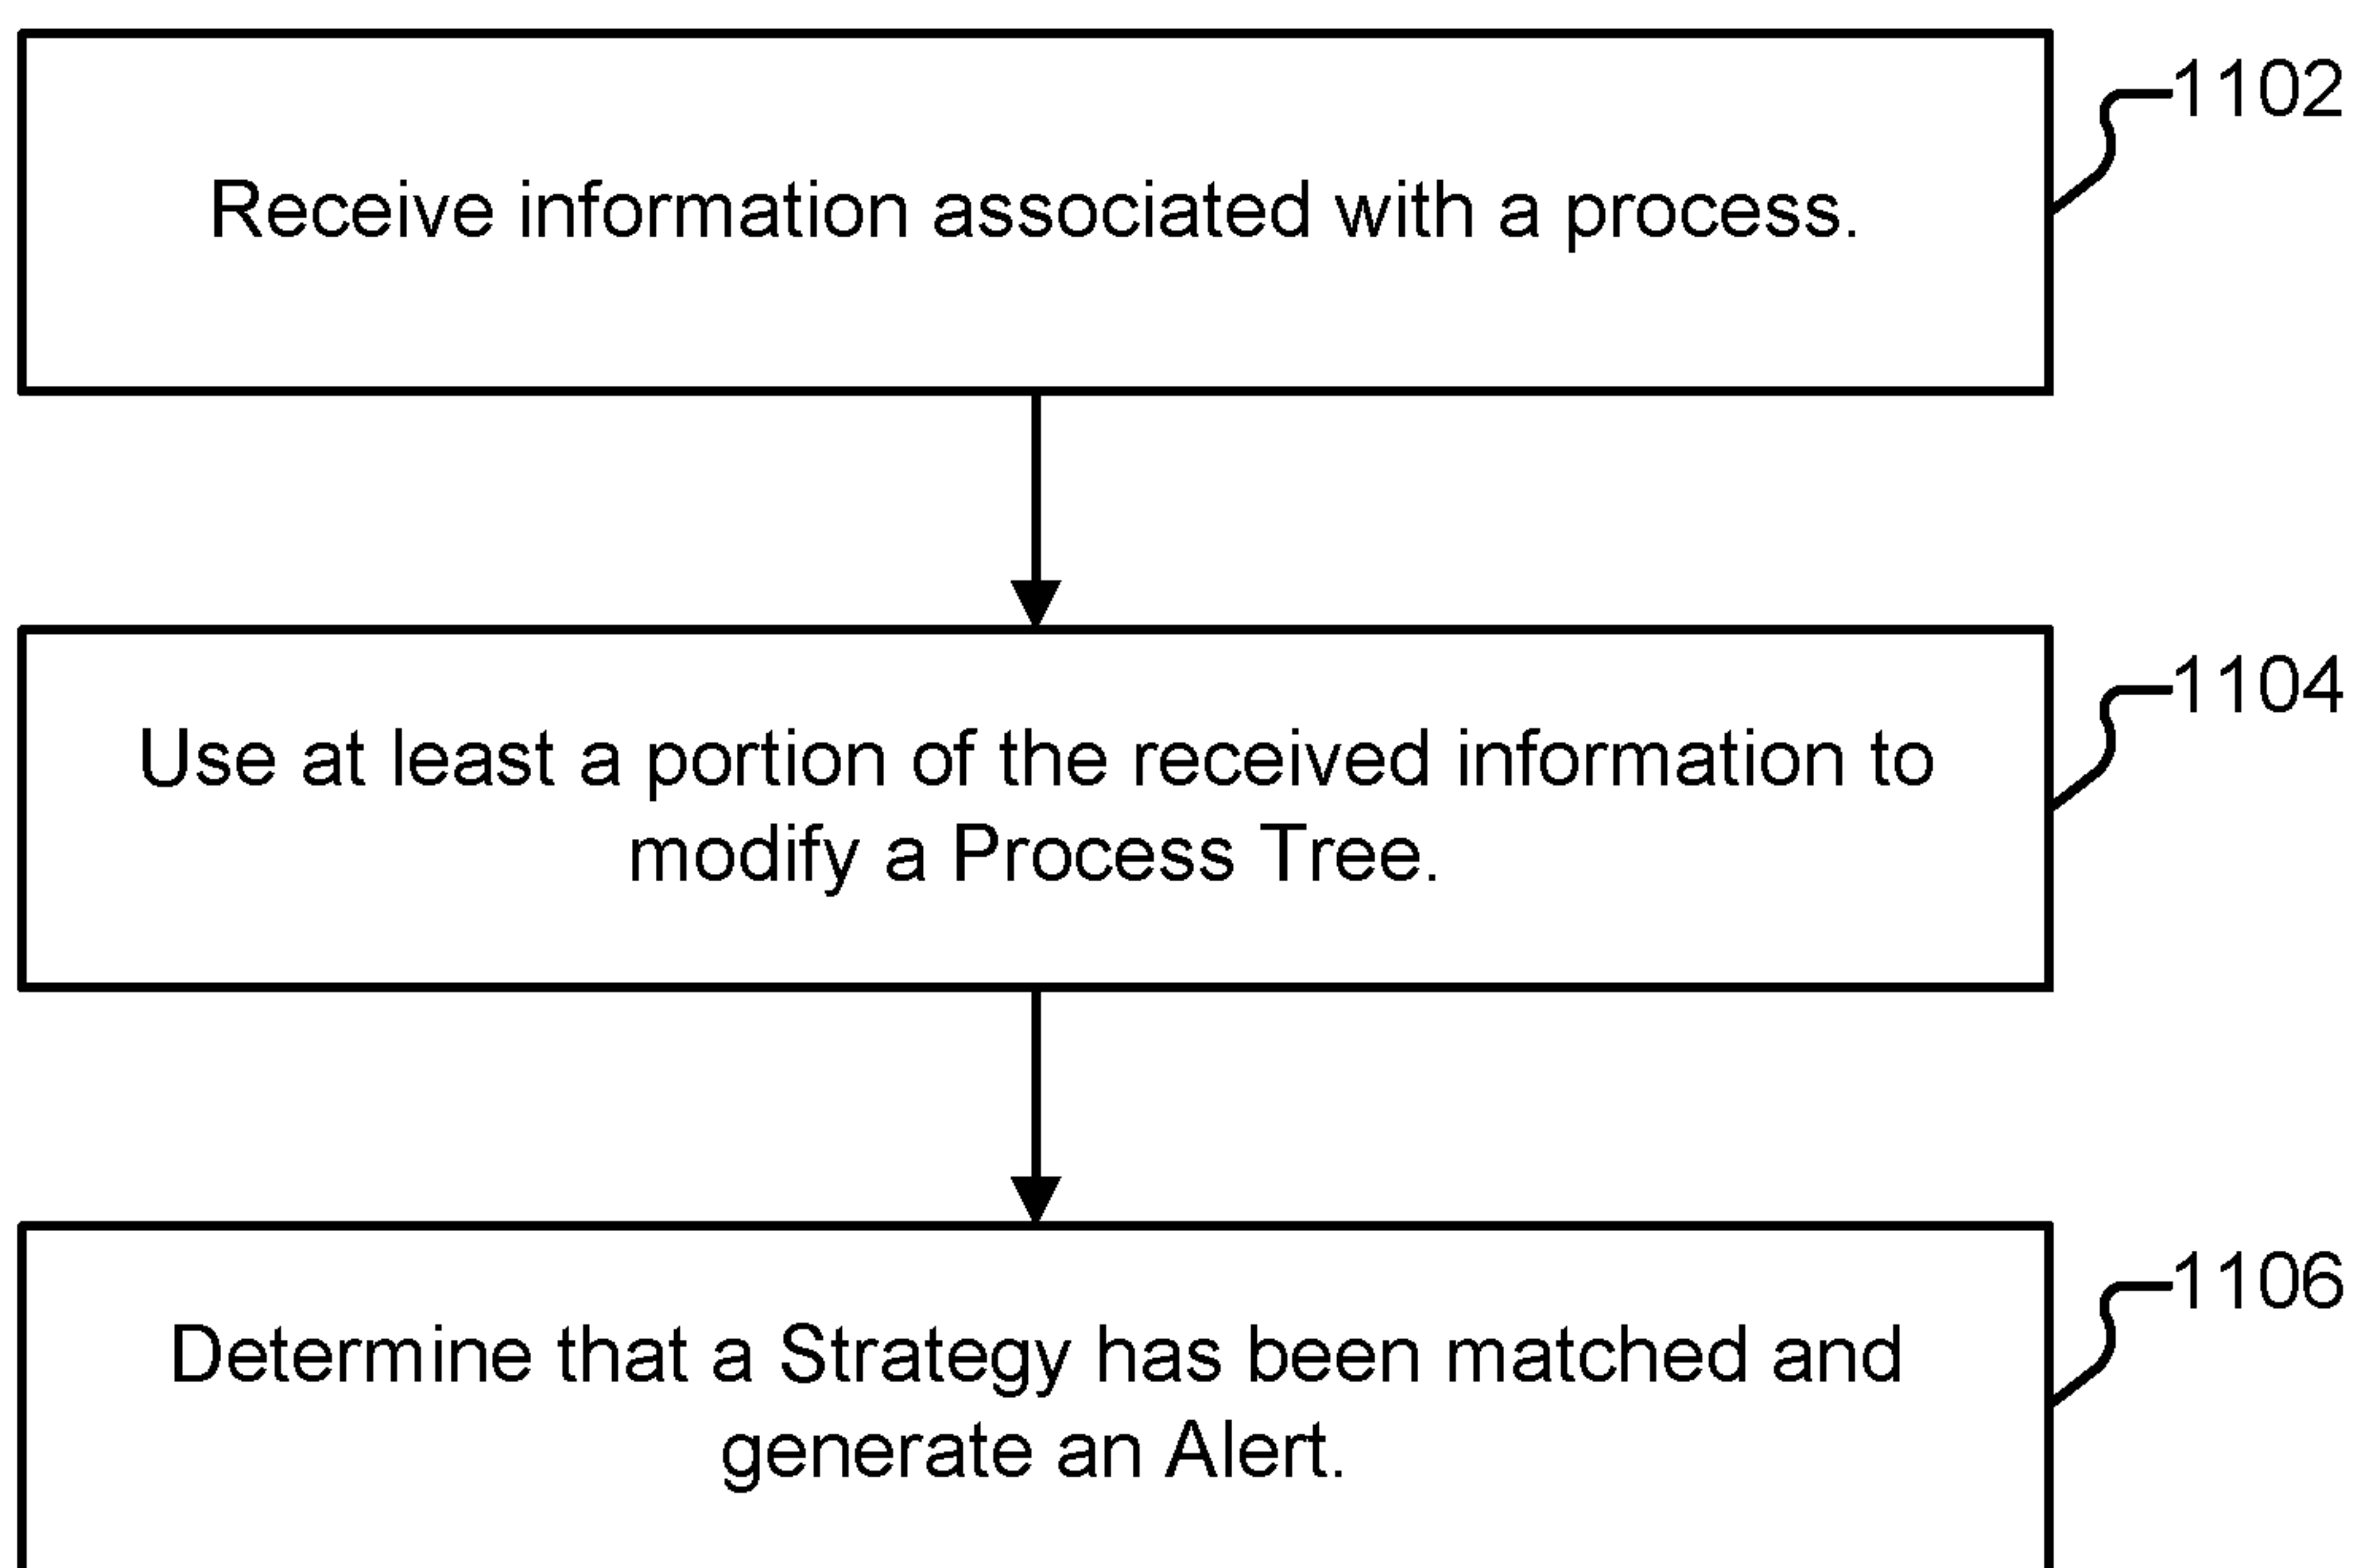 1102
Receive information associated with a process.
1104
Use at least a portion of the received information to
modify a Process Tree.
1106
Determine that a Strategy has been matched and
generate an Alert.